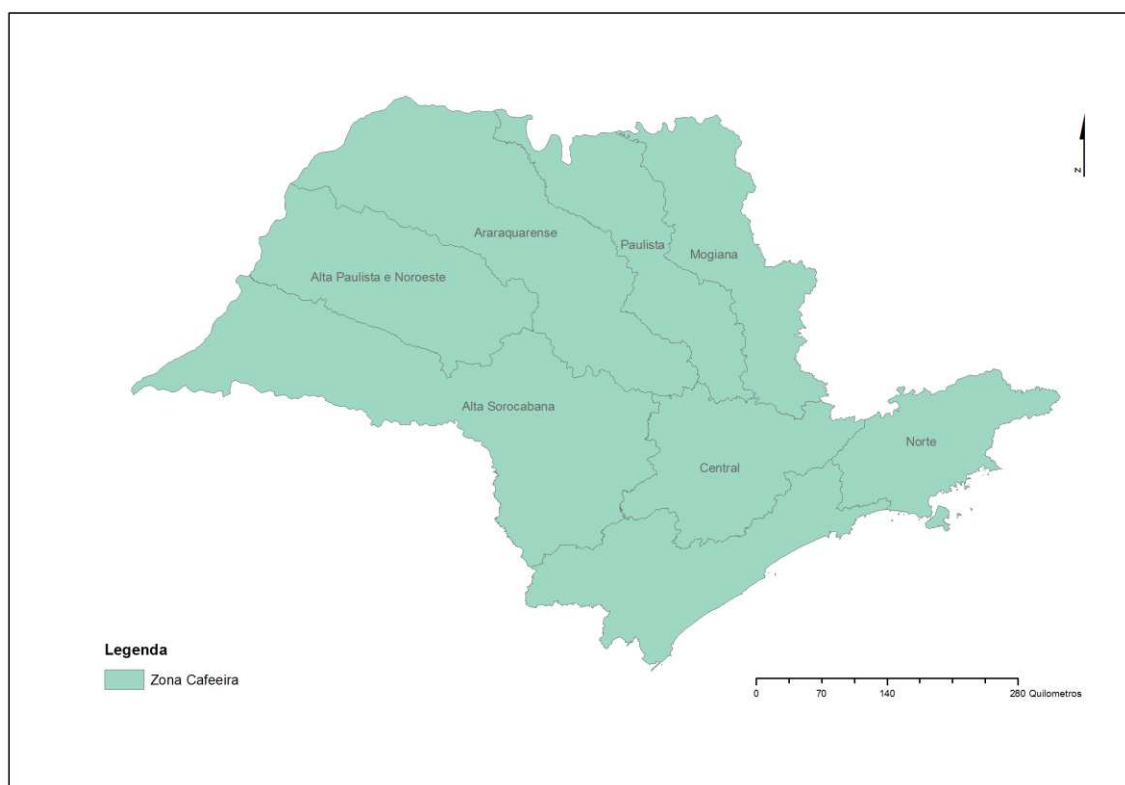 N
Araraquarense
Paulista
Mogiana
Alta Paulista e Noroeste
Alta Sorocabana
Norte
Central
Legenda
Zona Cafeeira
0 70 140 280 Quilometros